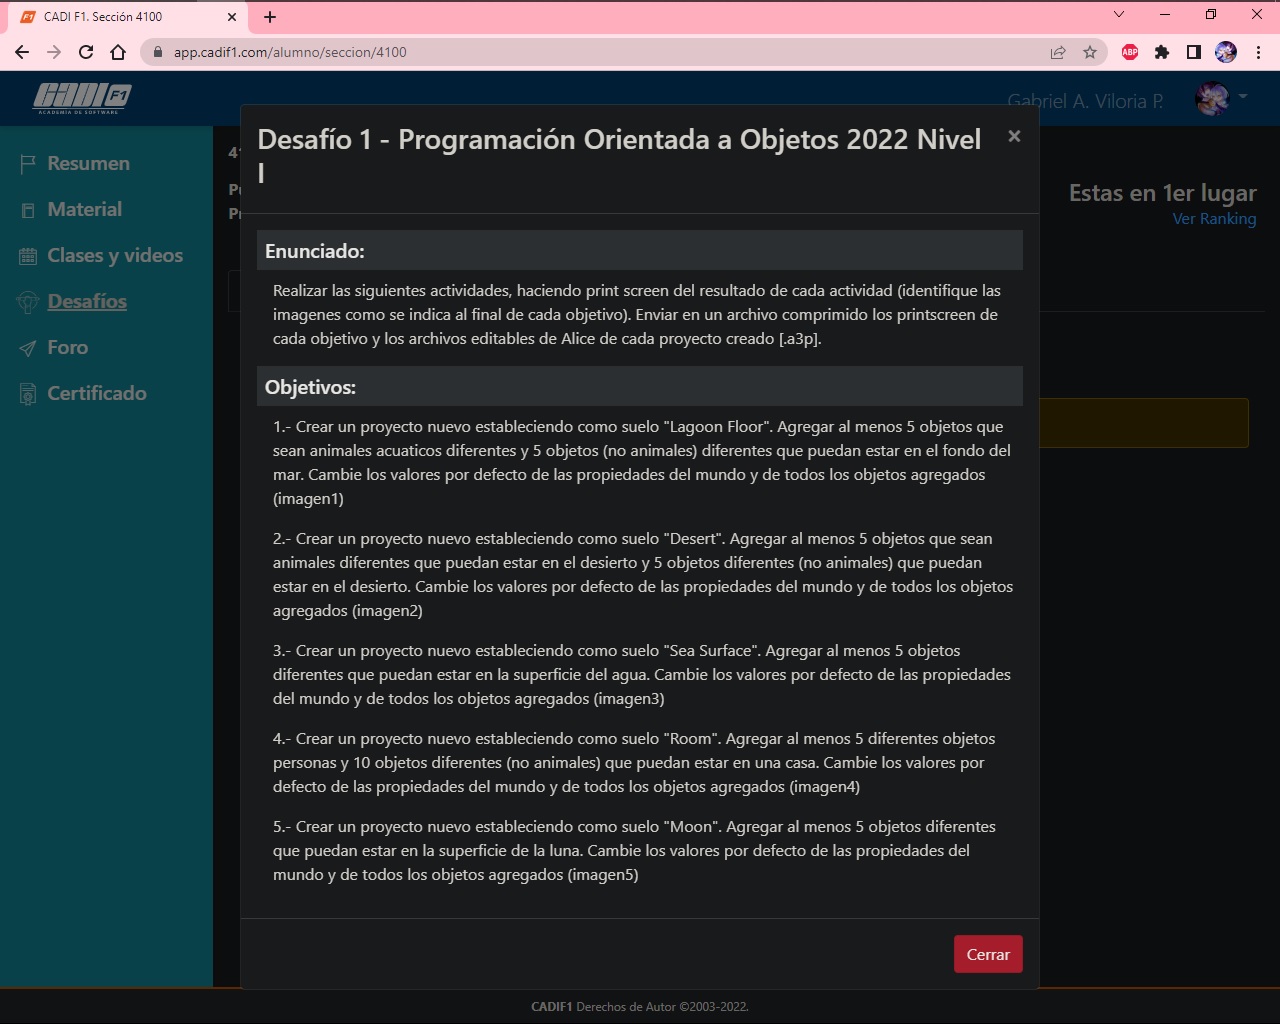 CADI F1. Sección 4100
app.cadif1.com/alumno/seccion/4100
ABP
CADI F1
ACADEMIA DE SOFTWARE
Gabriel A. Viloria P.
Resumen
Material
Clases y videos
Desafíos
Foro
Certificado
Estas en 1er lugar
Ver Ranking
Desafío 1 - Programación Orientada a Objetos 2022 Nivel
I
Enunciado:
Realizar las siguientes actividades, haciendo print screen del resultado de cada actividad (identifique las
imagenes como se indica al final de cada objetivo). Enviar en un archivo comprimido los printscreen de
cada objetivo y los archivos editables de Alice de cada proyecto creado [.a3p].
Objetivos:
1.- Crear un proyecto nuevo estableciendo como suelo "Lagoon Floor". Agregar al menos 5 objetos que
sean animales acuaticos diferentes y 5 objetos (no animales) diferentes que puedan estar en el fondo del
mar. Cambie los valores por defecto de las propiedades del mundo y de todos los objetos agregados
(imagen1)
2.- Crear un proyecto nuevo estableciendo como suelo "Desert". Agregar al menos 5 objetos que sean
animales diferentes que puedan estar en el desierto y 5 objetos diferentes (no animales) que puedan
estar en el desierto. Cambie los valores por defecto de las propiedades del mundo y de todos los objetos
agregados (imagen2)
3.- Crear un proyecto nuevo estableciendo como suelo "Sea Surface". Agregar al menos 5 objetos
diferentes que puedan estar en la superficie del agua. Cambie los valores por defecto de las propiedades
del mundo y de todos los objetos agregados (imagen3)
4.- Crear un proyecto nuevo estableciendo como suelo "Room". Agregar al menos 5 diferentes objetos
personas y 10 objetos diferentes (no animales) que puedan estar en una casa. Cambie los valores por
defecto de las propiedades del mundo y de todos los objetos agregados (imagen4)
5.- Crear un proyecto nuevo estableciendo como suelo "Moon". Agregar al menos 5 objetos diferentes
que puedan estar en la superficie de la luna. Cambie los valores por defecto de las propiedades del
mundo y de todos los objetos agregados (imagen5)
Cerrar
CADIF1 Derechos de Autor ©2003-2022.